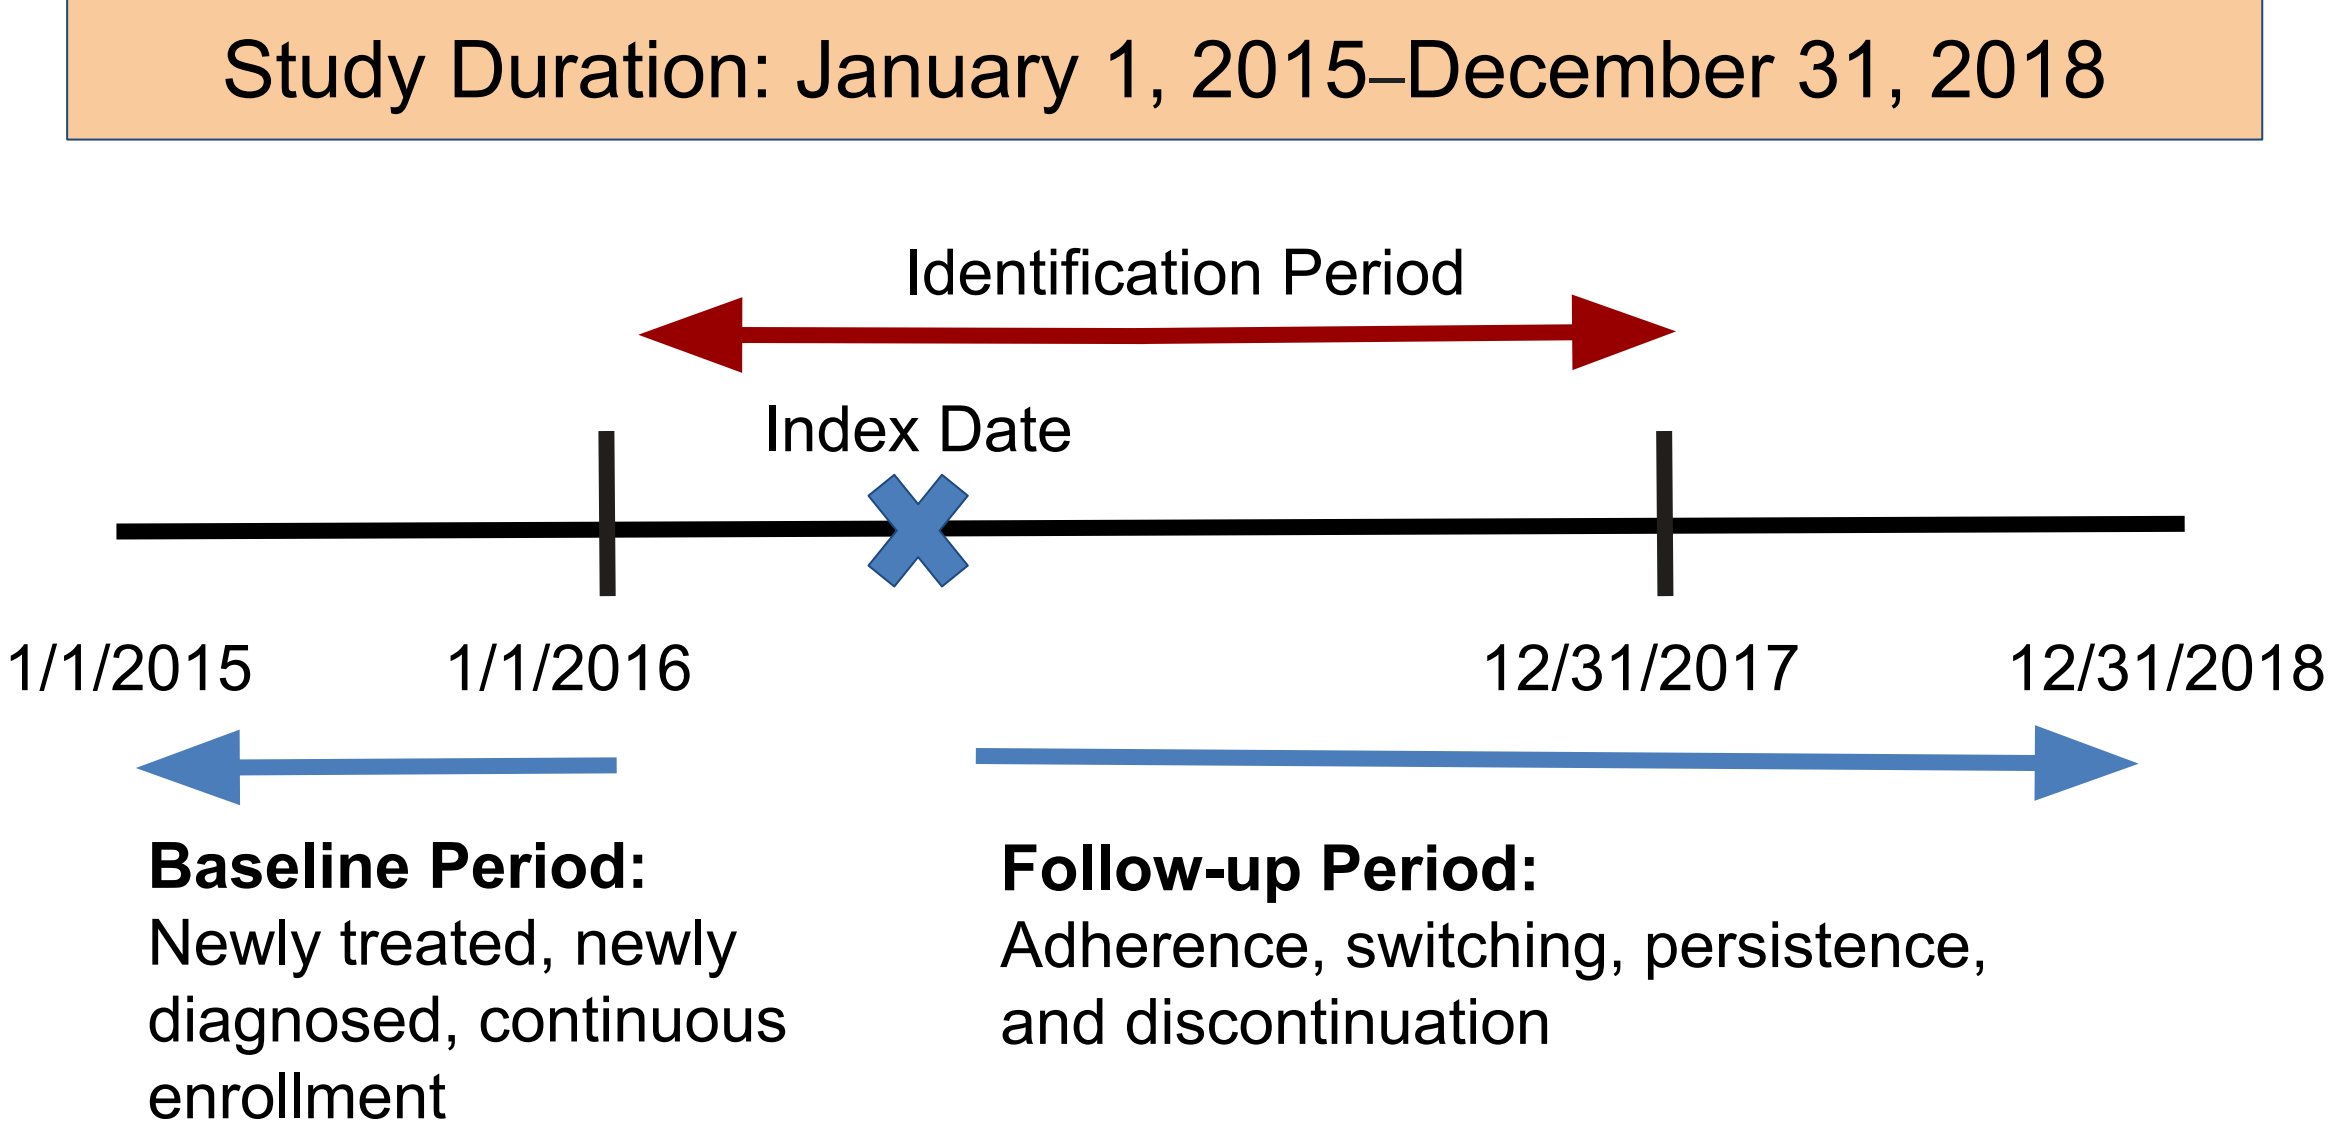 Study Duration: January 1, 2015–December 31, 2018
Identification Period
Index Date
1/1/2015 1/1/2016 12/31/2017 12/31/2018
Baseline Period:
Newly treated, newly
diagnosed, continuous
enrollment
Follow-up Period:
Adherence, switching, persistence,
and discontinuation